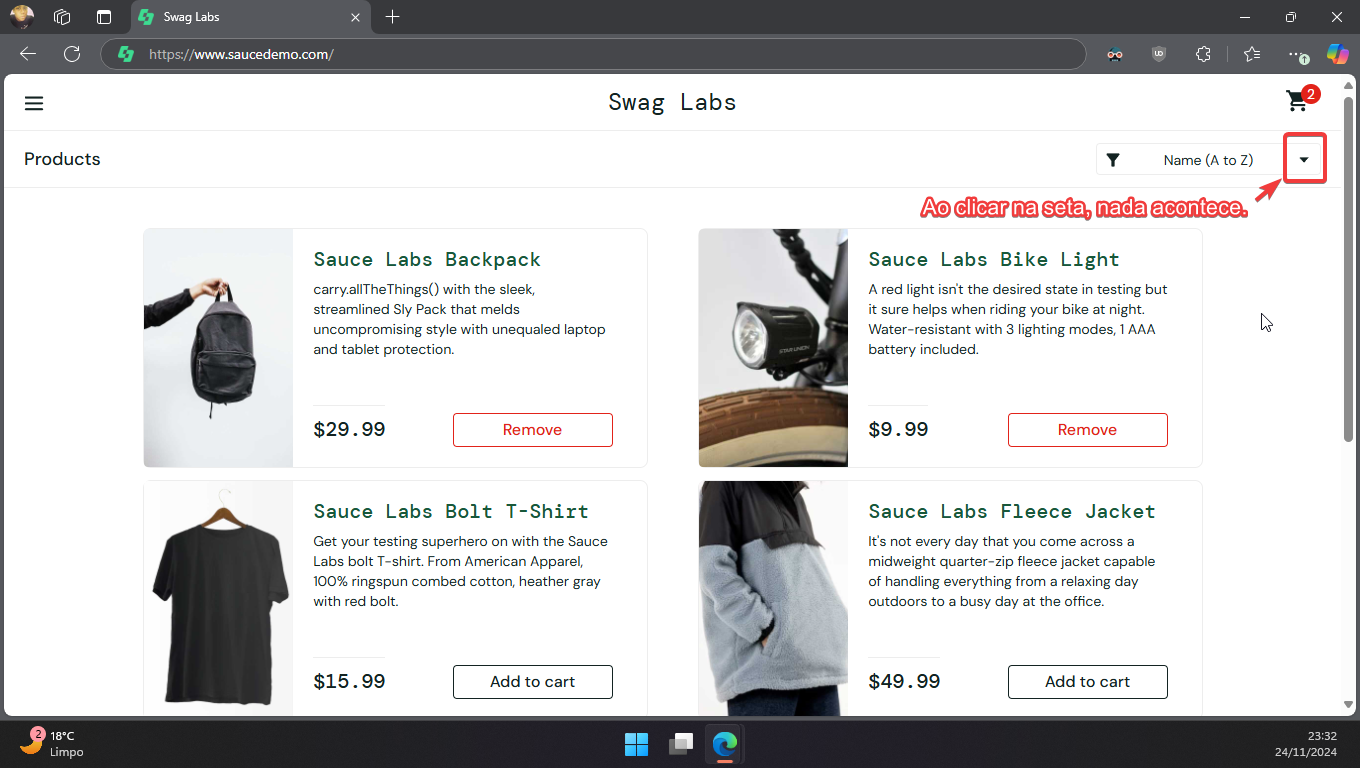 Swag Labs
https://www.saucedemo.com/
Swag Labs
2
Products
Name (A to Z)
Ao clicar na seta, nada acontece.
Sauce Labs Backpack
carry.allTheThings() with the sleek,
streamlined Sly Pack that melds
uncompromising style with unequaled laptop
and tablet protection.
$29.99
Remove
Sauce Labs Bike Light
A red light isn't the desired state in testing but
it sure helps when riding your bike at night.
Water-resistant with 3 lighting modes, 1 AAA
battery included.
STAR UNION
$9.99
Remove
Sauce Labs Bolt T-Shirt
Get your testing superhero on with the Sauce
Labs bolt T-shirt. From American Apparel,
100% ringspun combed cotton, heather gray
with red bolt.
$15.99
Add to cart
Sauce Labs Fleece Jacket
It's not every day that you come across a
midweight quarter-zip fleece jacket capable
of handling everything from a relaxing day
outdoors to a busy day at the office.
$49.99
Add to cart
2
18°C
Limpo
23:32
24/11/2024